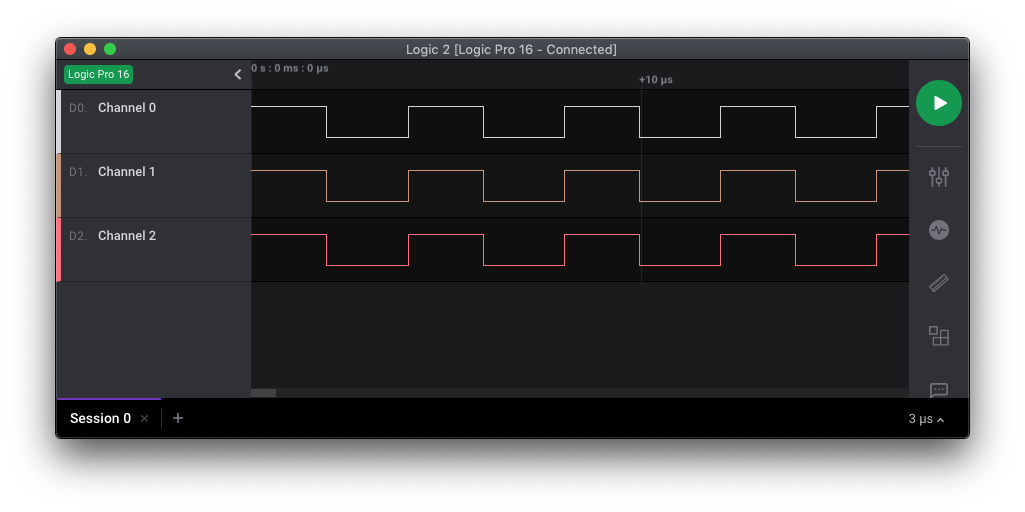 Logic 2 [Logic Pro 16 - Connected]
Logic Pro 16
0 s : 0 ms : 0 µs
+10 µs
D0. Channel 0
D1. Channel 1
D2. Channel 2
Session 0
3 µs